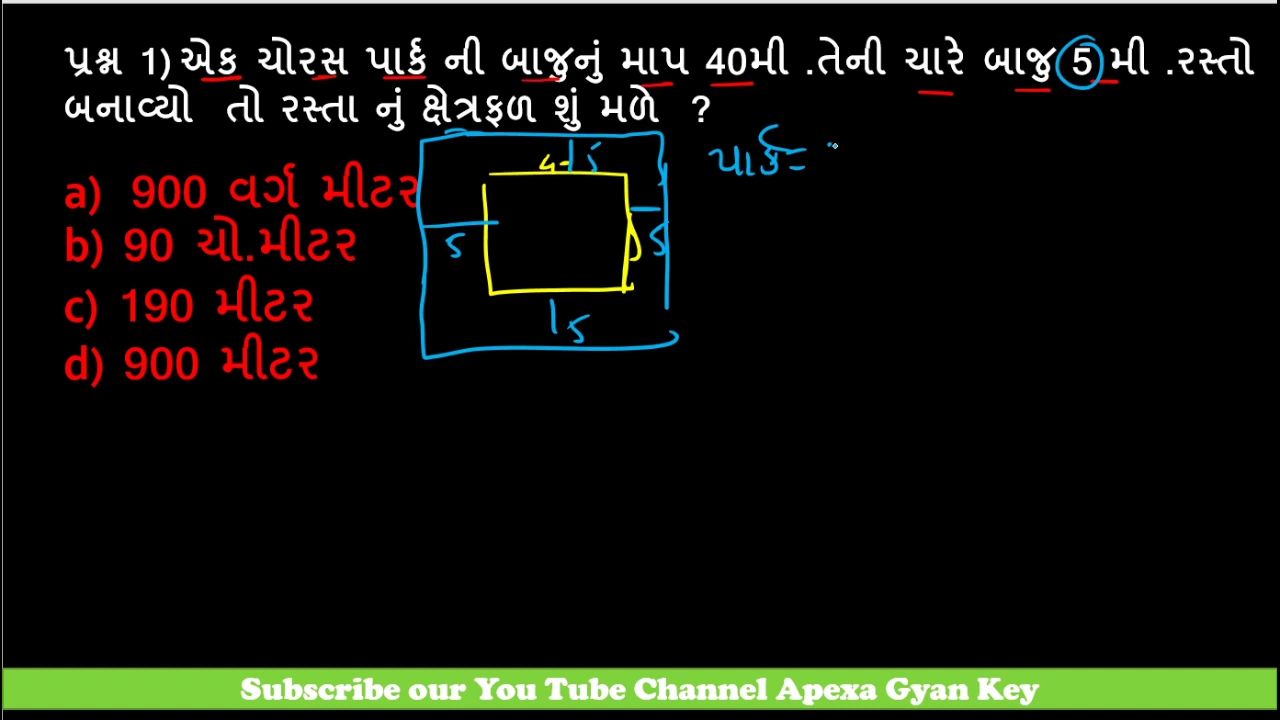 પ્રશ્ન 1)એક ચોરસ પાર્ક ની બાજુનું માપ 40મી .તેની ચારે બાજુ 5 મી .રસ્તો
બનાવ્યો તો રસ્તા નું ક્ષેત્રફળ શું મળે ?
a) 900 વર્ગ મીટર
b) 90 ચો.મીટર
c) 190 મીટર
d) 900 મીટર
5
5
5
5
પાર્ક=
Subscribe our You Tube Channel Apexa Gyan Key